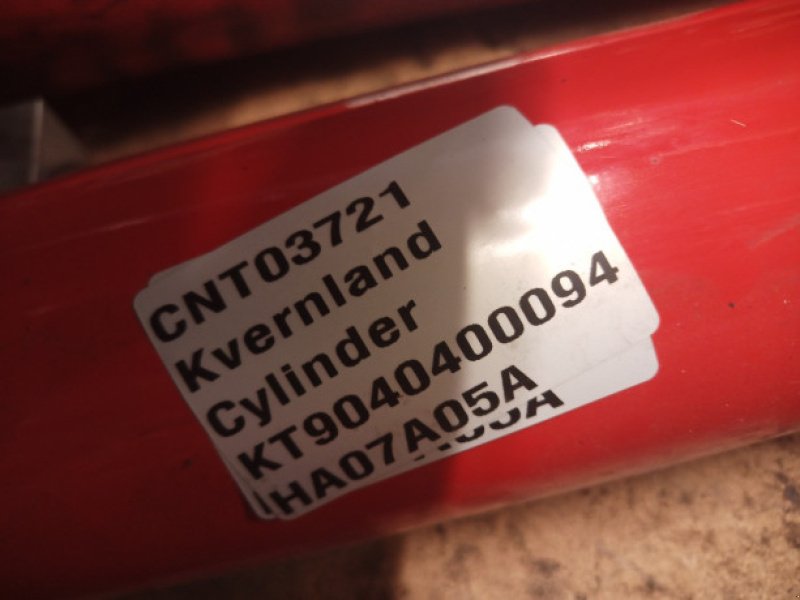 CNT03721
Kvernland
Cylinder
KT9040400094
HA07A05A